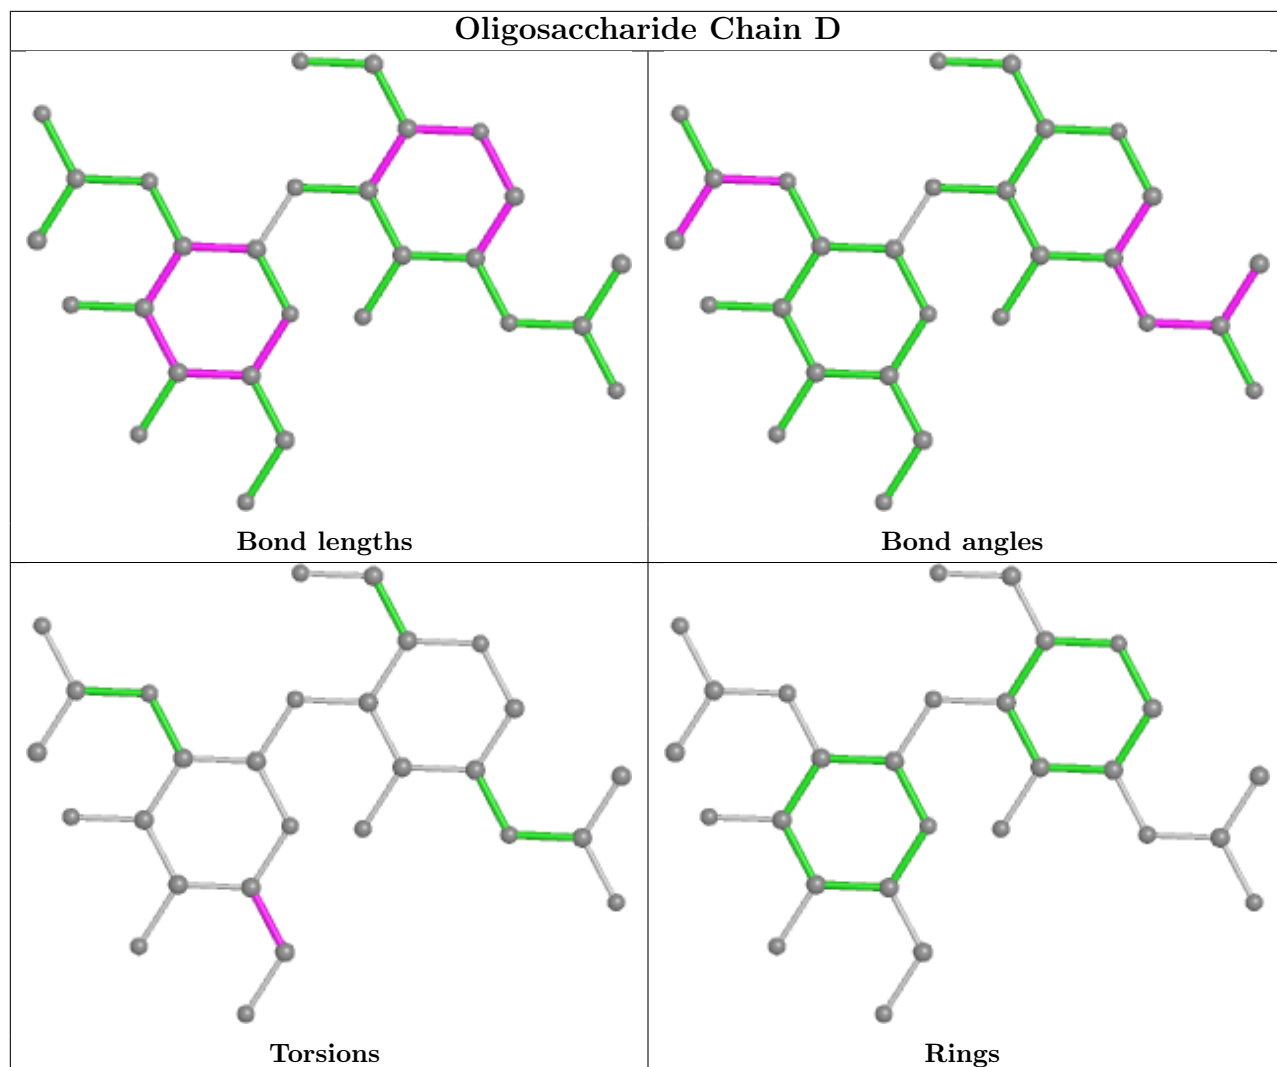 Oligosaccharide Chain D
Bond lengths
Bond angles
Torsions
Rings